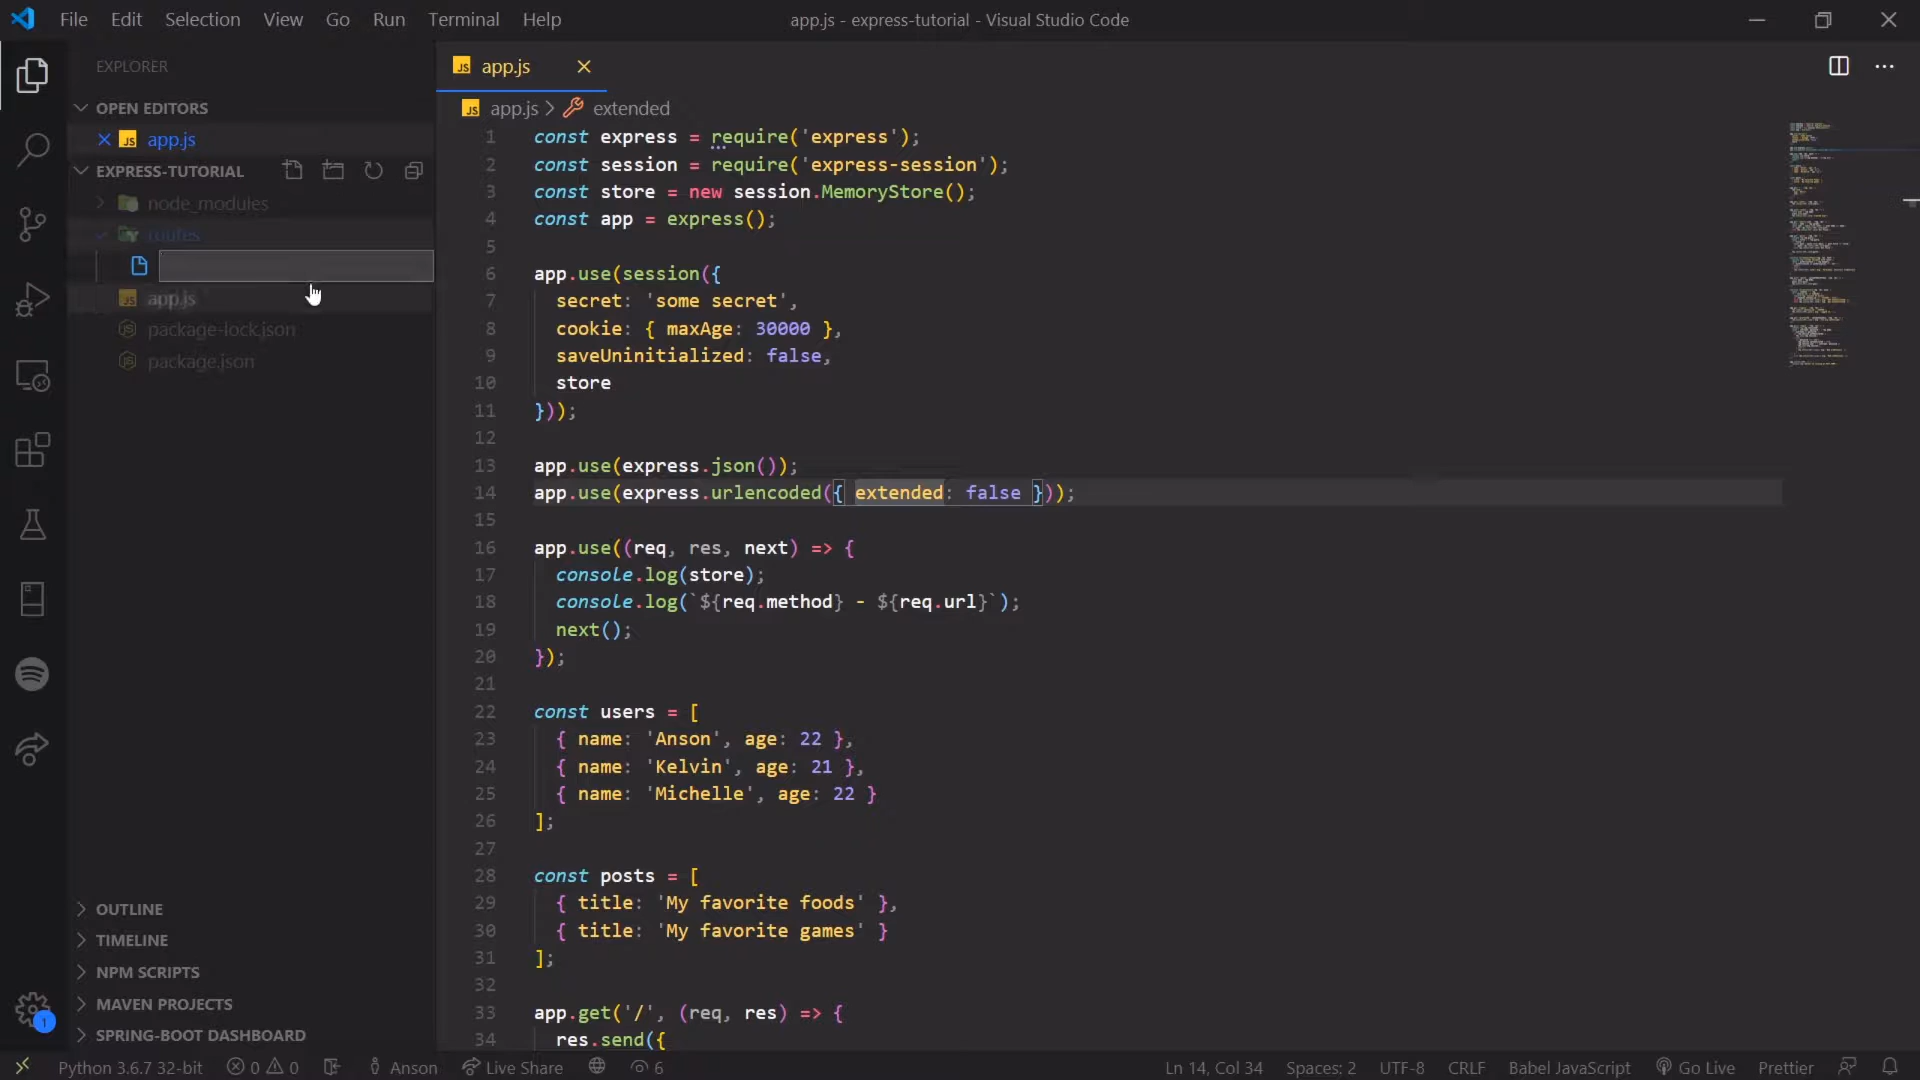 File Edit Selection View Go Run Terminal Help
app.js - express-tutorial - Visual Studio Code
EXPLORER
OPEN EDITORS
JS app.js
EXPRESS-TUTORIAL
node_modules
routes
JS app.js
package-lock.json
package.json
OUTLINE
TIMELINE
NPM SCRIPTS
MAVEN PROJECTS
SPRING-BOOT DASHBOARD
1
JS app.js
JS app.js > extended
1 const express = require('express');
2 const session = require('express-session');
3 const store = new session.MemoryStore();
4 const app = express();
5
6 app.use(session({
7 secret: 'some secret',
8 cookie: { maxAge: 30000 },
9 saveUninitialized: false,
10 store
11 }));
12
13 app.use(express.json());
14 app.use(express.urlencoded({ extended: false }));
15
16 app.use((req, res, next) => {
17 console.log(store);
18 console.log(`${req.method} - ${req.url}`);
19 next();
20 });
21
22 const users = [
23 { name: 'Anson', age: 22 },
24 { name: 'Kelvin', age: 21 },
25 { name: 'Michelle', age: 22 }
26 ];
27
28 const posts = [
29 { title: 'My favorite foods' },
30 { title: 'My favorite games' }
31 ];
32
33 app.get('/', (req, res) => {
34 res.send({
Python 3.6.7 32-bit 0 0 Anson Live Share 6 Ln 14, Col 34 Spaces: 2 UTF-8 CRLF Babel JavaScript Go Live Prettier